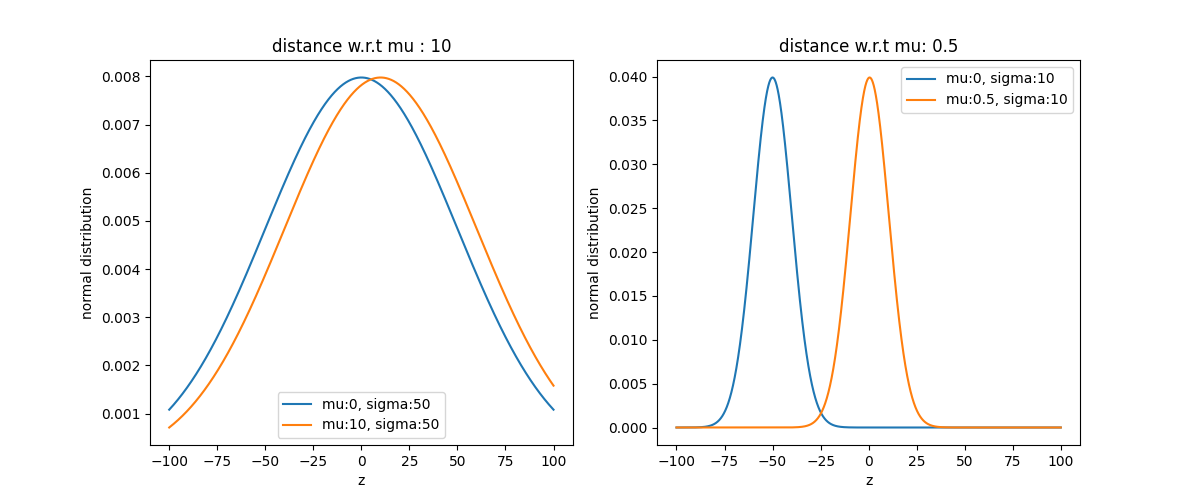 distance w.r.t mu : 10
normal distribution
0.008
0.007
0.006
0.005
0.004
0.003
0.002
0.001
mu:0, sigma:50
mu:10, sigma:50
−100 −75 −50 −25 0 25 50 75 100
z
distance w.r.t mu: 0.5
normal distribution
0.040
0.035
0.030
0.025
0.020
0.015
0.010
0.005
0.000
mu:0, sigma:10
mu:0.5, sigma:10
−100 −75 −50 −25 0 25 50 75 100
z